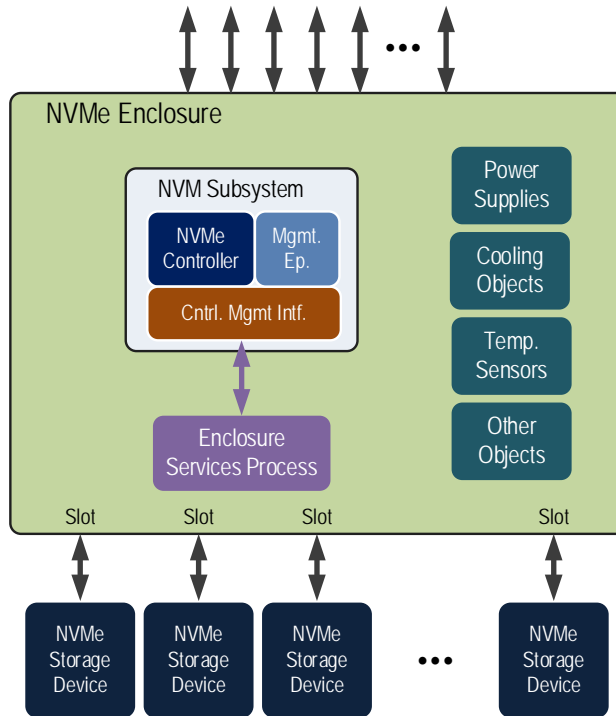 •••
NVMe Enclosure
NVM Subsystem
NVMe
Controller
Mgmt.
Ep.
Cntrl. Mgmt Intf.
Enclosure
Services Process
Power
Supplies
Cooling
Objects
Temp.
Sensors
Other
Objects
Slot
Slot
Slot
Slot
NVMe
Storage
Device
NVMe
Storage
Device
NVMe
Storage
Device
•••
NVMe
Storage
Device